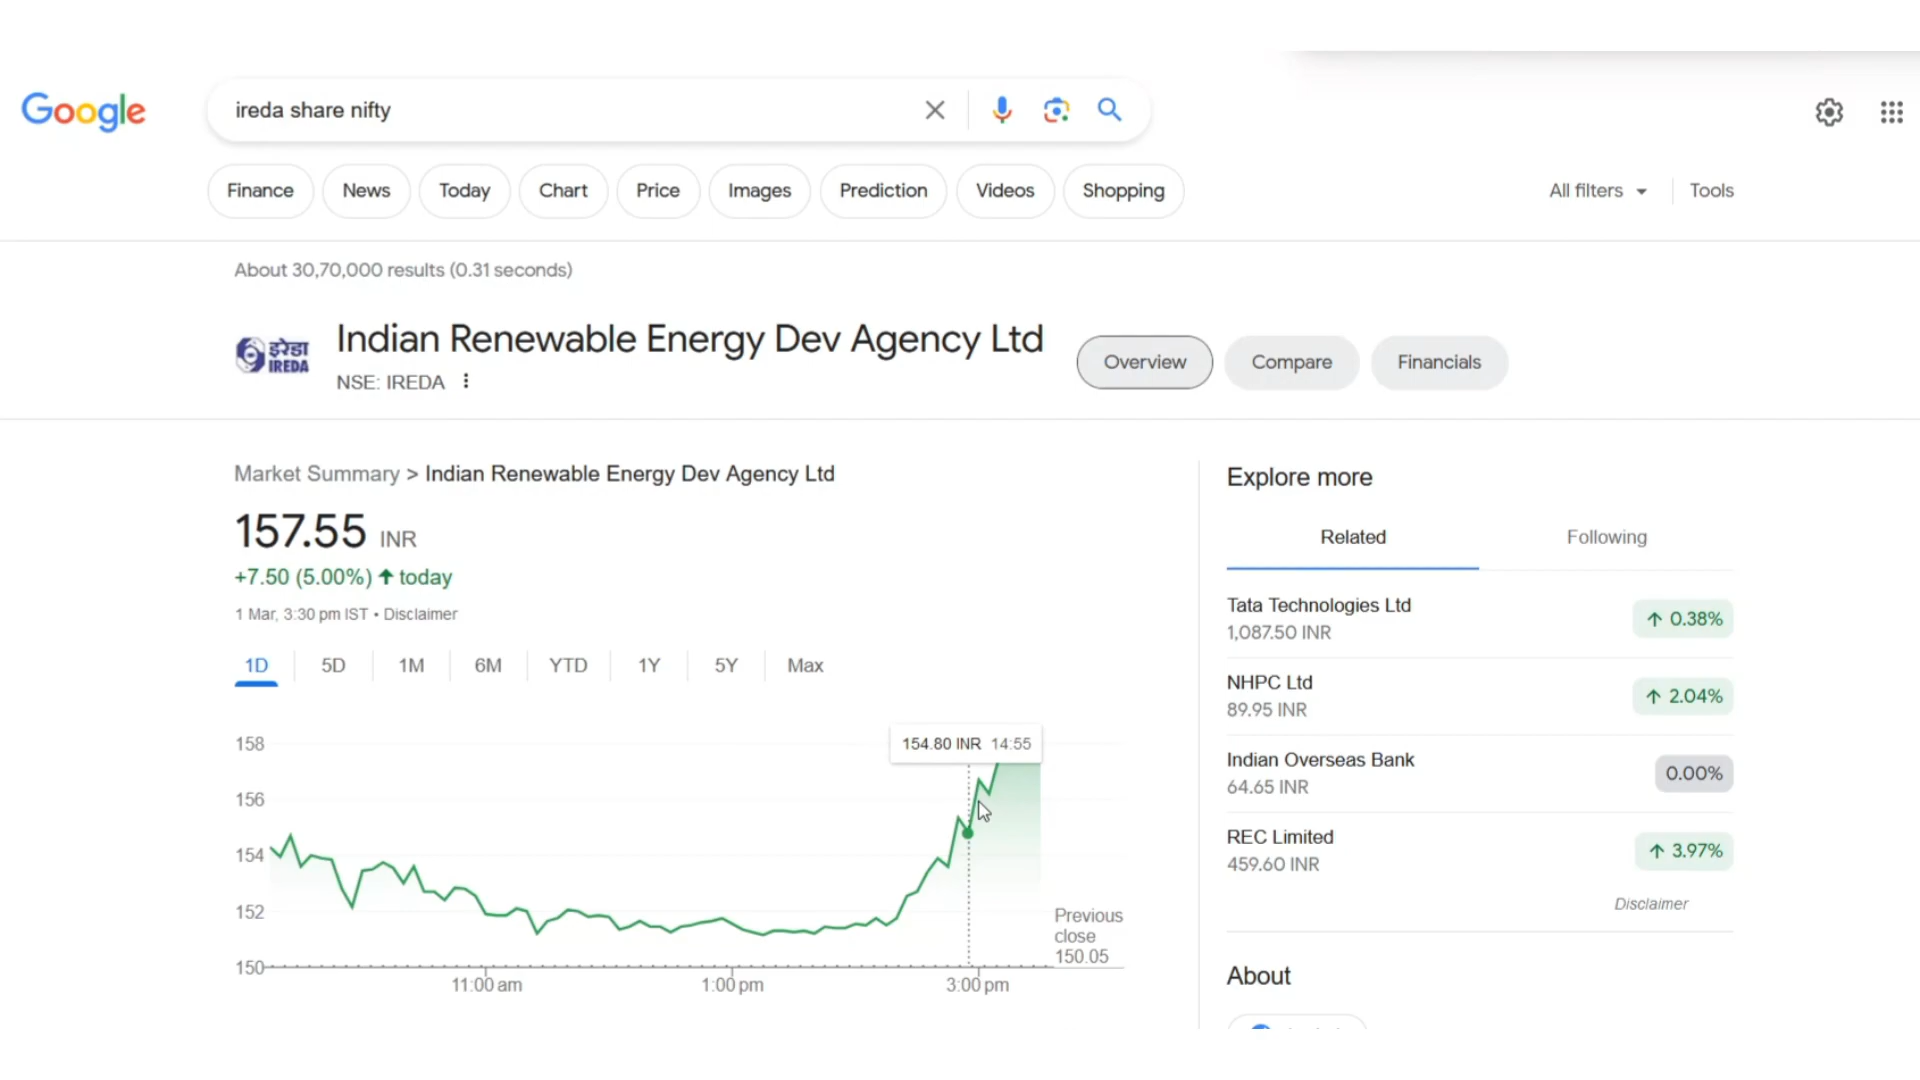 Google
ireda share nifty
Finance
News
Today
Chart
Price
Images
Prediction
Videos
Shopping
All filters
Tools
About 30,70,000 results (0.31 seconds)
इरेडा
IREDA
Indian Renewable Energy Dev Agency Ltd
NSE: IREDA
Overview
Compare
Financials
Market Summary > Indian Renewable Energy Dev Agency Ltd
157.55 INR
+7.50 (5.00%) today
1 Mar, 3:30 pm IST • Disclaimer
1D
5D
1M
6M
YTD
1Y
5Y
Max
154.80 INR 14:55
158
156
154
152
150
11:00 am
1:00 pm
3:00 pm
Previous
close
150.05
Explore more
Related
Following
Tata Technologies Ltd
1,087.50 INR
0.38%
NHPC Ltd
89.95 INR
2.04%
Indian Overseas Bank
64.65 INR
0.00%
REC Limited
459.60 INR
3.97%
Disclaimer
About